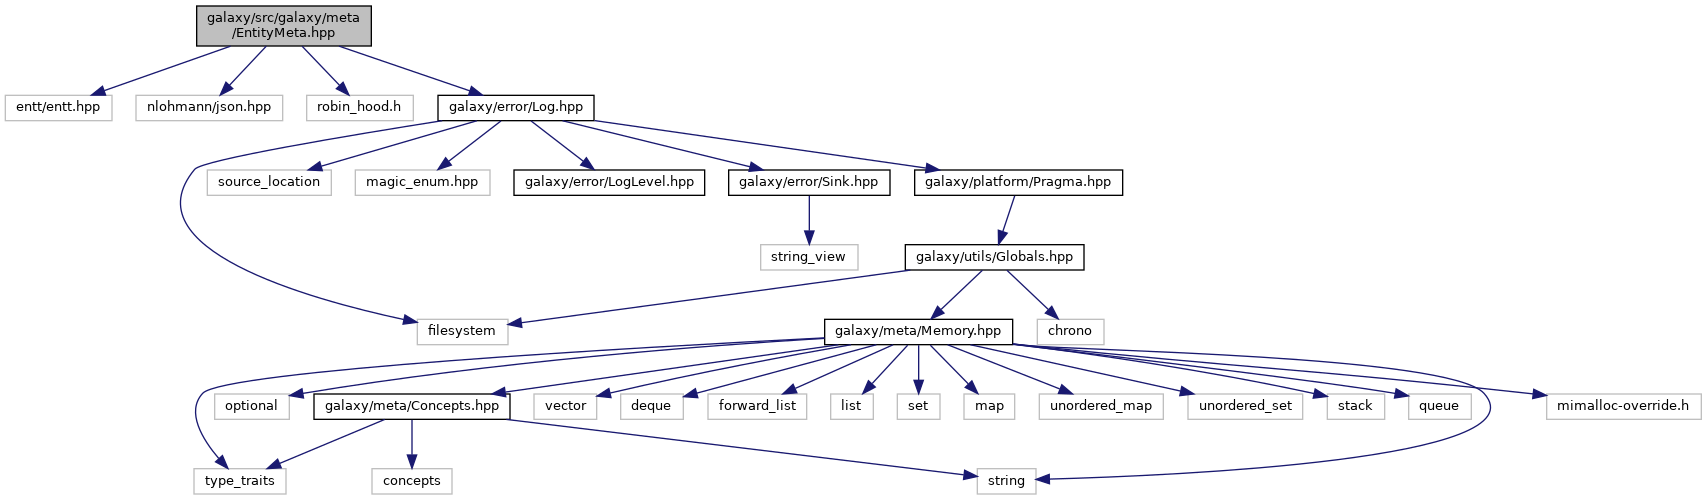 galaxy/src/galaxy/meta
/EntityMeta.hpp
entt/entt.hpp
nlohmann/json.hpp
robin_hood.h
galaxy/error/Log.hpp
source_location
magic_enum.hpp
galaxy/error/LogLevel.hpp
galaxy/error/Sink.hpp
galaxy/platform/Pragma.hpp
string_view
galaxy/utils/Globals.hpp
filesystem
galaxy/meta/Memory.hpp
chrono
optional
galaxy/meta/Concepts.hpp
vector
deque
forward_list
list
set
map
unordered_map
unordered_set
stack
queue
mimalloc-override.h
type_traits
concepts
string